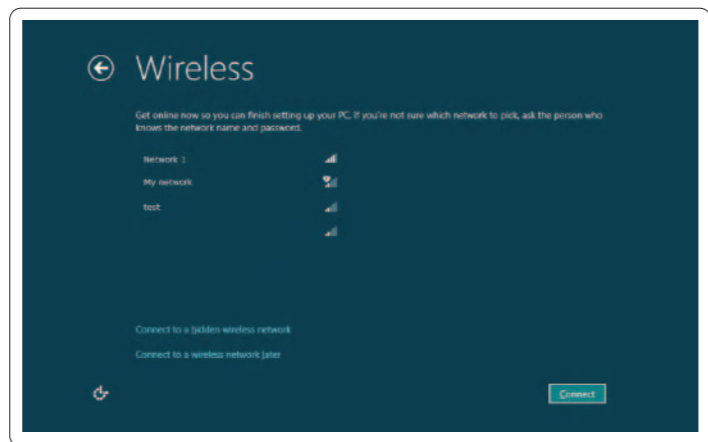 Wireless
Get online now so you can finish setting up your PC. If you're not sure which network to pick, ask the person who
knows the network name and password.
Network 1
My network
test
Connect to a hidden wireless network
Connect to a wireless network later
Connect